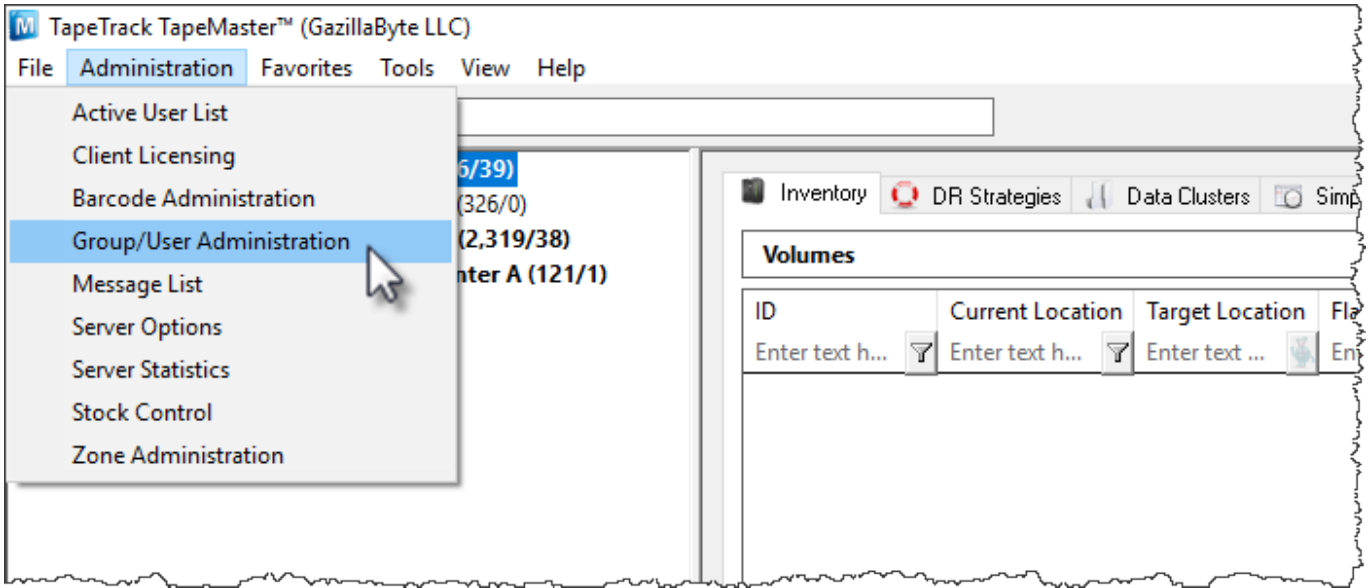 TapeTrack TapeMaster™ (GazillaByte LLC)
File Administration Favorites Tools View Help
Active User List
Client Licensing
Barcode Administration
Group/User Administration
Message List
Server Options
Server Statistics
Stock Control
Zone Administration
6/39)
(326/0)
(2,319/38)
nter A (121/1)
Inventory DR Strategies Data Clusters Simp
Volumes
ID Current Location Target Location Fla
Enter text h... Enter text h... Enter text ... En